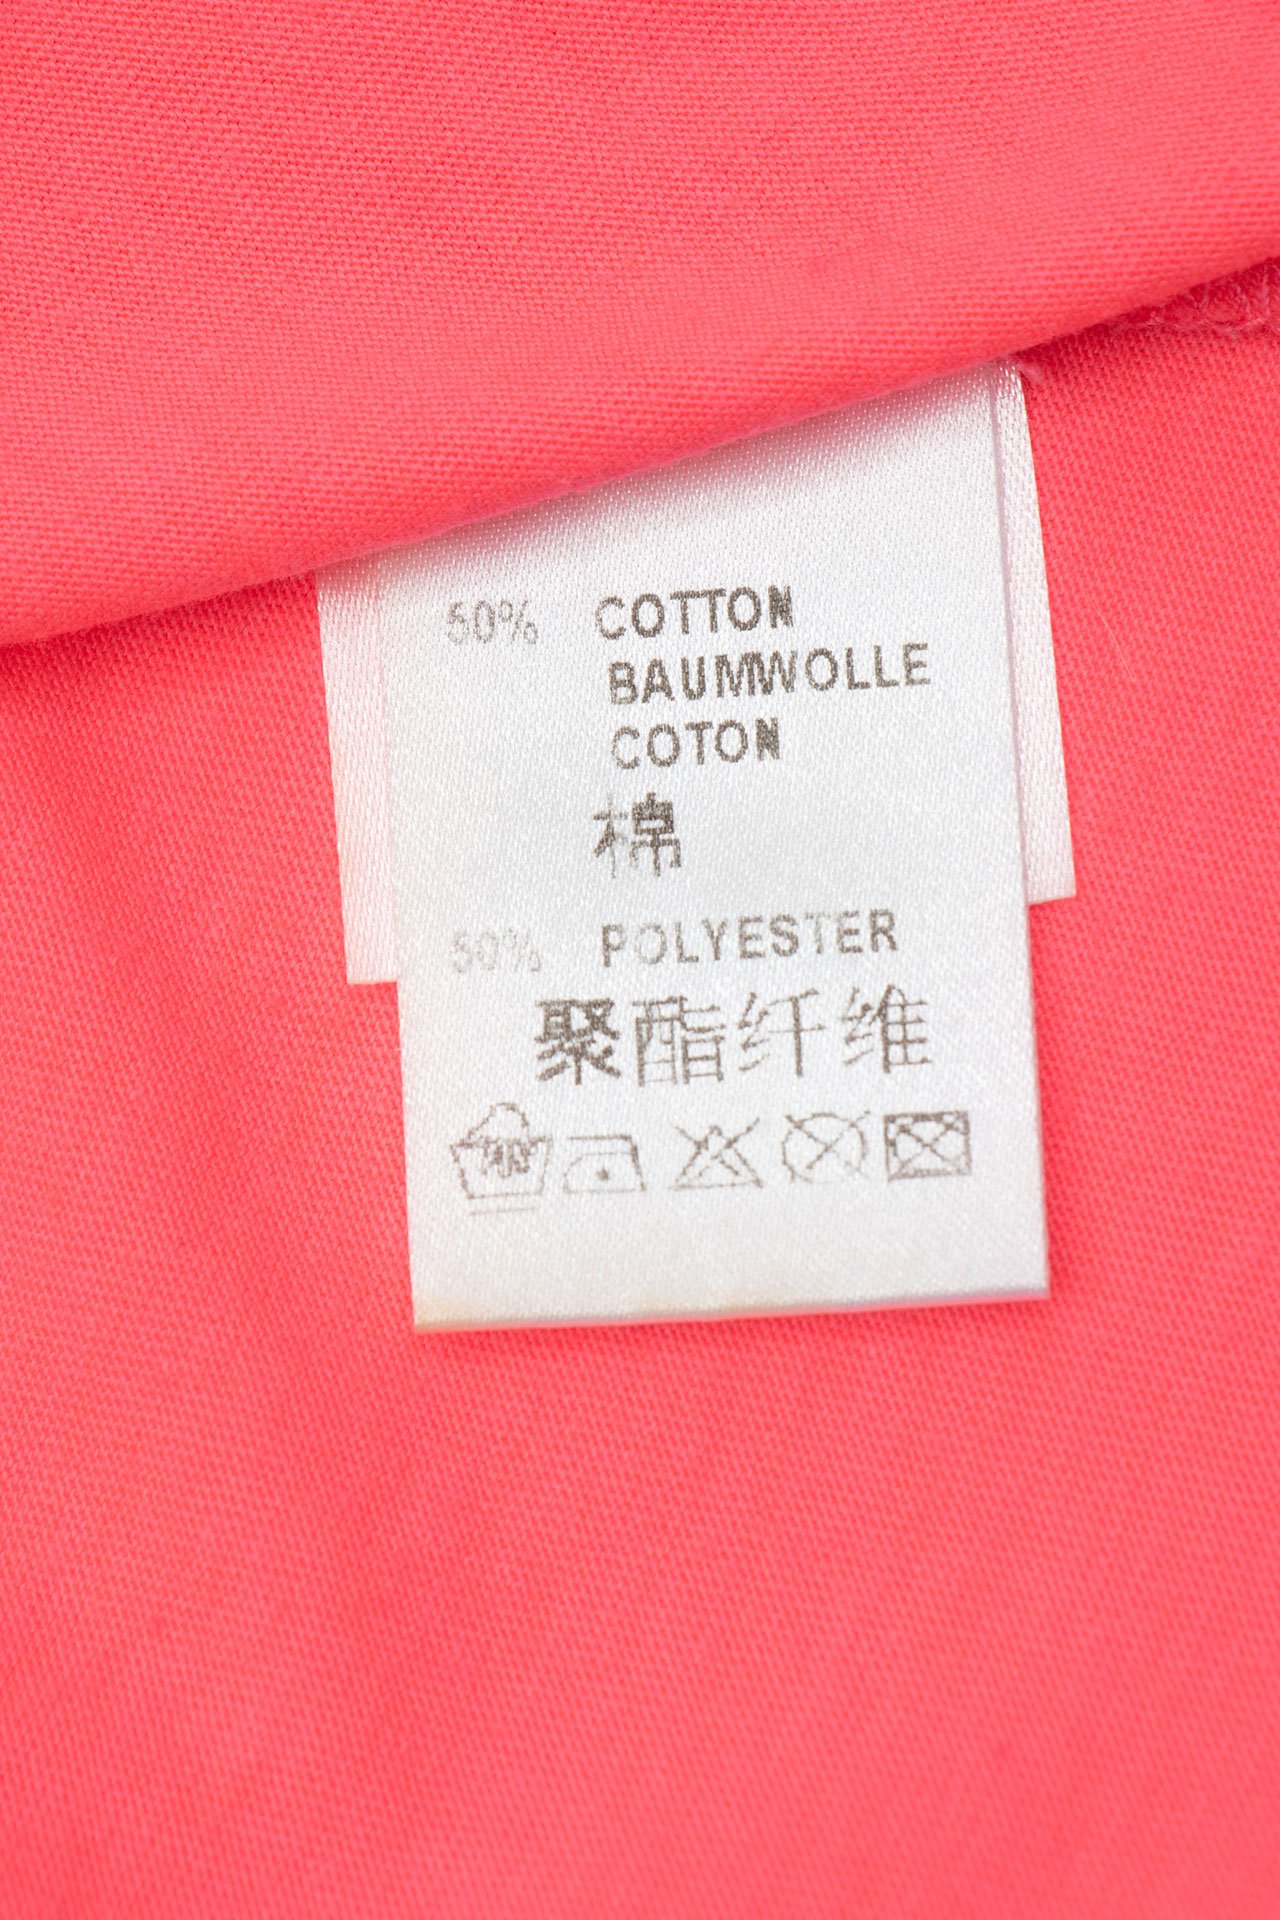 50% COTTON
BAUMWOLLE
COTON
棉
50% POLYESTER
聚酯纤维